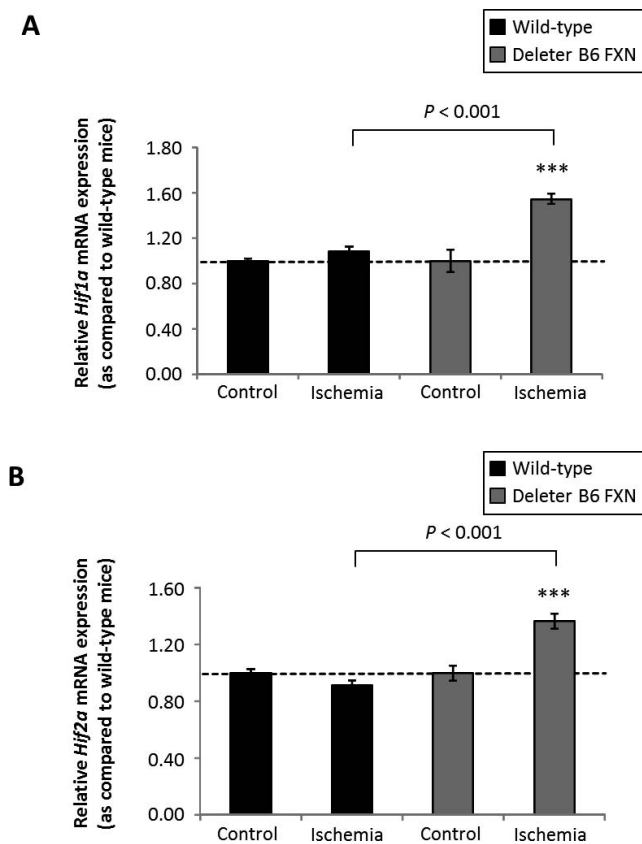 A
Wild-type
Deleter B6 FXN
P < 0.001
***
Relative Hif1α mRNA expression
(as compared to wild-type mice)
1.80
1.60
1.20
0.80
0.40
0.00
Control
Ischemia
Control
Ischemia
B
Wild-type
Deleter B6 FXN
P < 0.001
***
Relative Hif2α mRNA expression
(as compared to wild-type mice)
1.60
1.20
0.80
0.40
0.00
Control
Ischemia
Control
Ischemia